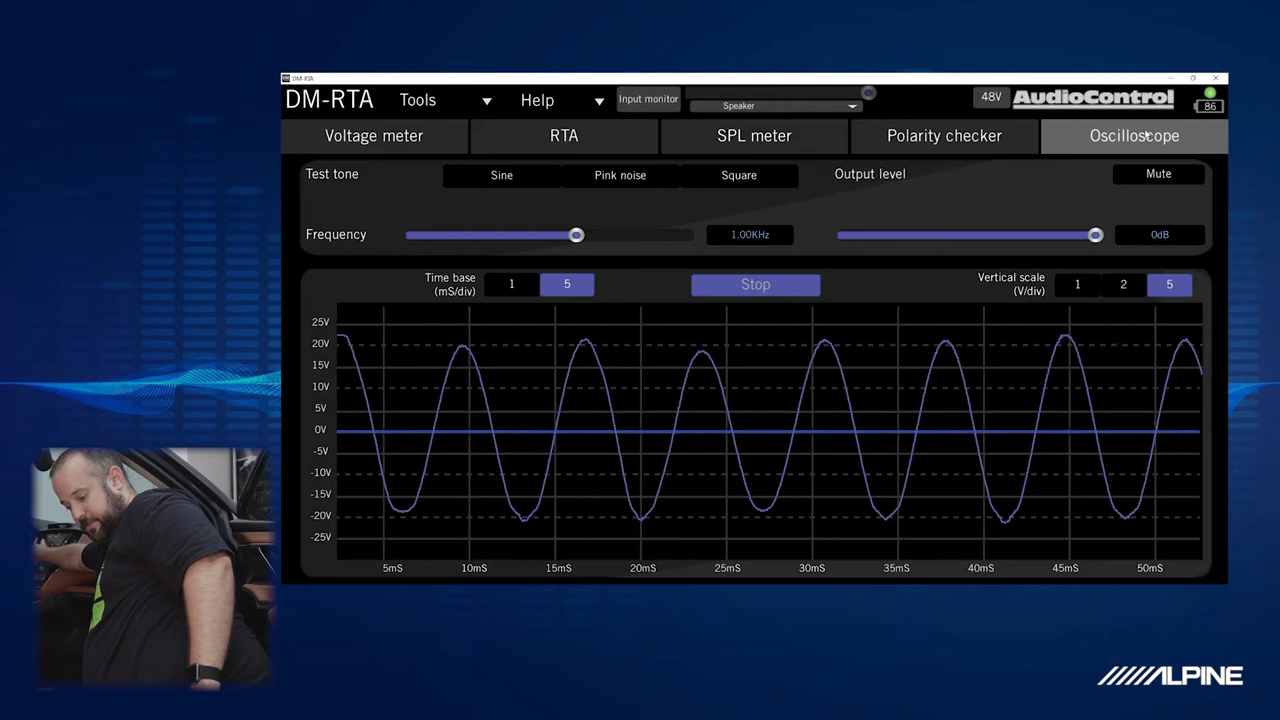 DM-RTA
DM-RTA Tools Help Input monitor Speaker 48V AudioControl 86
Voltage meter RTA SPL meter Polarity checker Oscilloscope
Test tone Sine Pink noise Square Output level Mute
Frequency 1.00KHz 0dB
Time base
(mS/div) 1 5 Stop Vertical scale
(V/div) 1 2 5
25V
20V
15V
10V
5V
0V
-5V
-10V
-15V
-20V
-25V
5mS 10mS 15mS 20mS 25mS 30mS 35mS 40mS 45mS 50mS
ALPINE